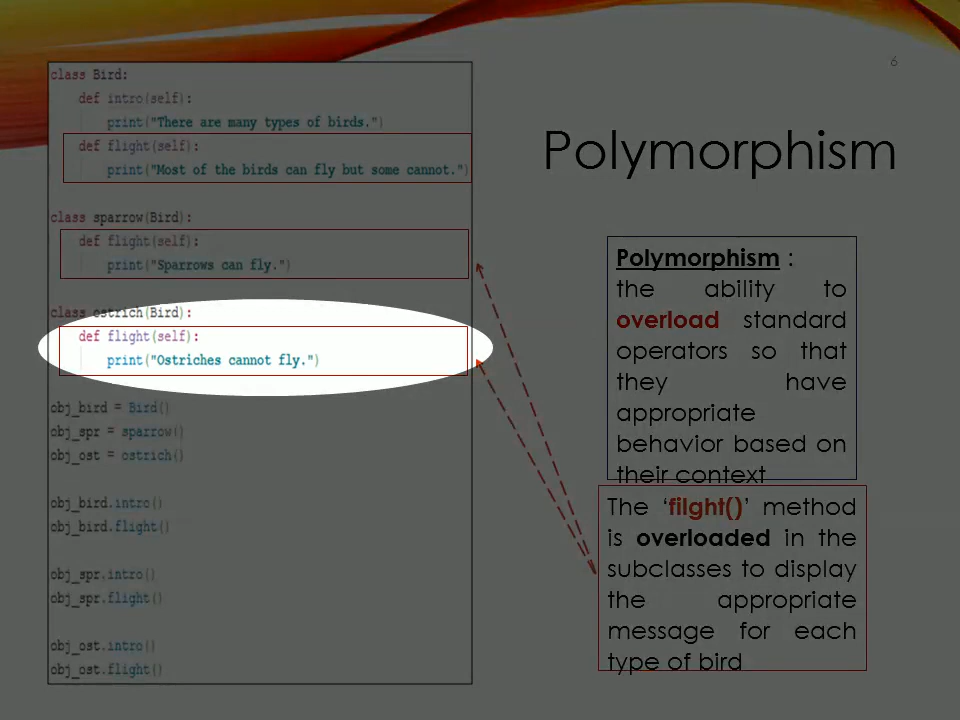 6
class Bird:
def intro(self):
print("There are many types of birds.")
def flight(self):
print("Most of the birds can fly but some cannot.")
class sparrow(Bird):
def flight(self):
print("Sparrows can fly.")
class ostrich(Bird):
def flight(self):
print("Ostriches cannot fly.")
obj_bird = Bird()
obj_spr = sparrow()
obj_ost = ostrich()
obj_bird.intro()
obj_bird.flight()
obj_spr.intro()
obj_spr.flight()
obj_ost.intro()
obj_ost.flight()
Polymorphism
Polymorphism :
the ability to
overload standard
operators so that
they have
appropriate
behavior based on
their context
The ‘filght()’ method
is overloaded in the
subclasses to display
the appropriate
message for each
type of bird